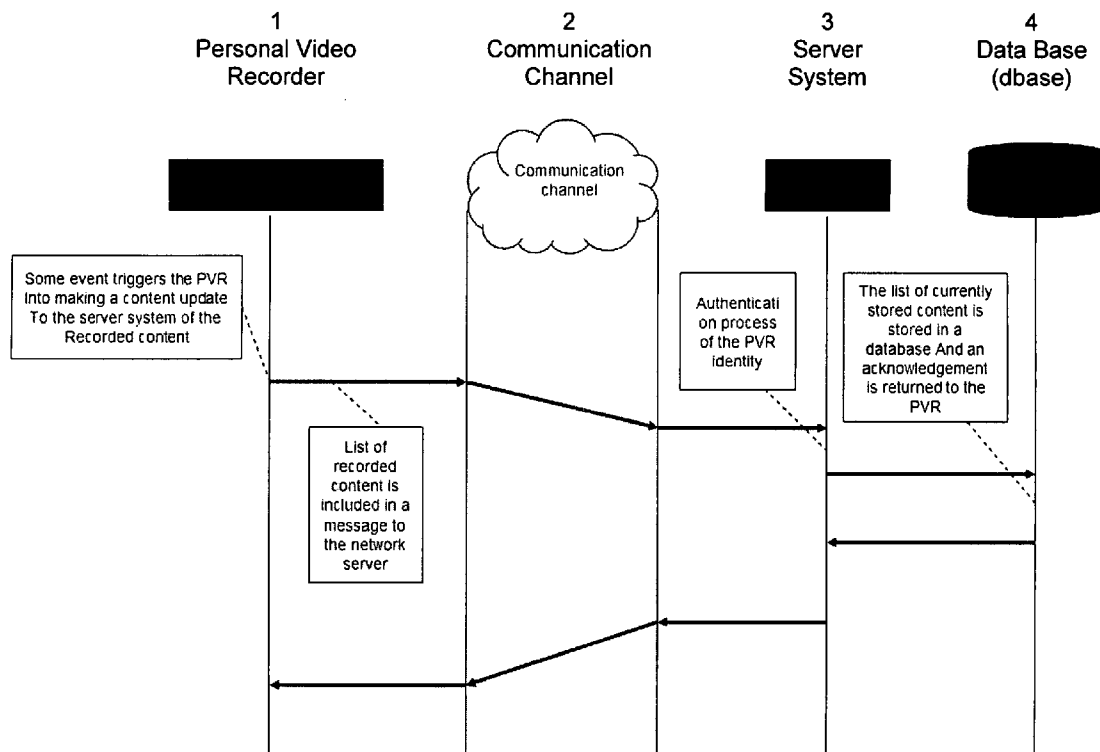 1
Personal Video
Recorder
2
Communication
Channel
3
Server
System
4
Data Base
(dbase)
Communication
channel
Some event triggers the PVR
Into making a content update
To the server system of the
Recorded content
Authenticati
on process
of the PVR
identity
The list of currently
stored content is
stored in a
database And an
acknowledgement
is returned to the
PVR
List of
recorded
content is
included in a
message to
the network
server